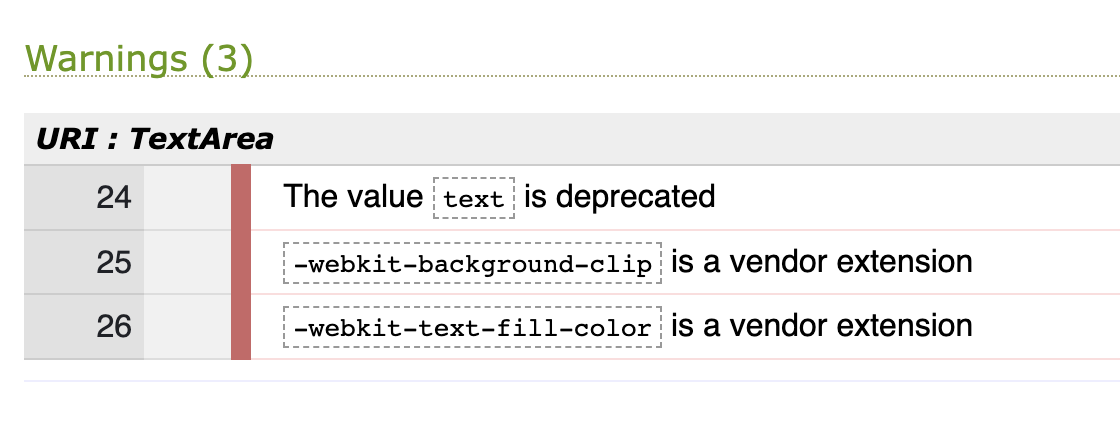 Warnings (3)
URI : TextArea
24 The value text is deprecated
25 -webkit-background-clip is a vendor extension
26 -webkit-text-fill-color is a vendor extension